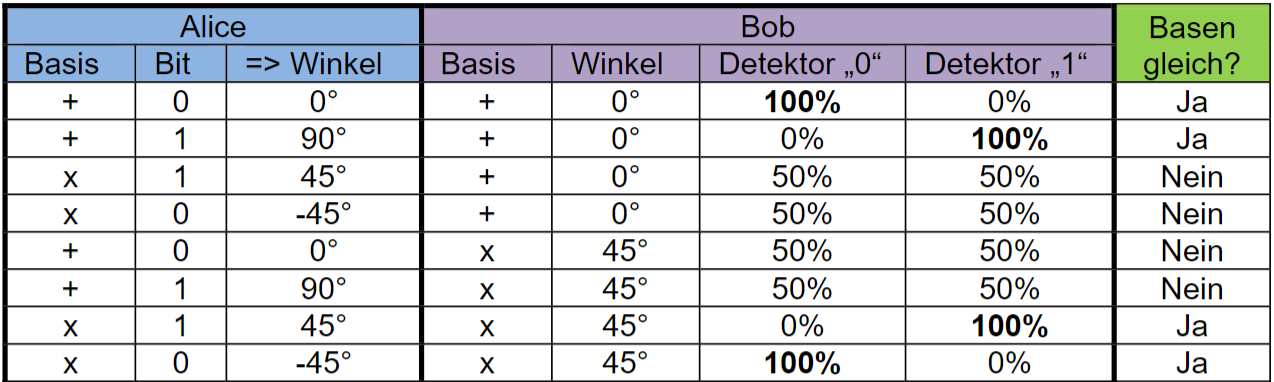 Alice Bob Basen gleich?
Basis Bit => Winkel Basis Winkel Detektor „0“ Detektor „1“
+ 0 0° + 0° 100% 0% Ja
+ 1 90° + 0° 0% 100% Ja
x 1 45° + 0° 50% 50% Nein
x 0 -45° + 0° 50% 50% Nein
+ 0 0° x 45° 50% 50% Nein
+ 1 90° x 45° 50% 50% Nein
x 1 45° x 45° 0% 100% Ja
x 0 -45° x 45° 100% 0% Ja